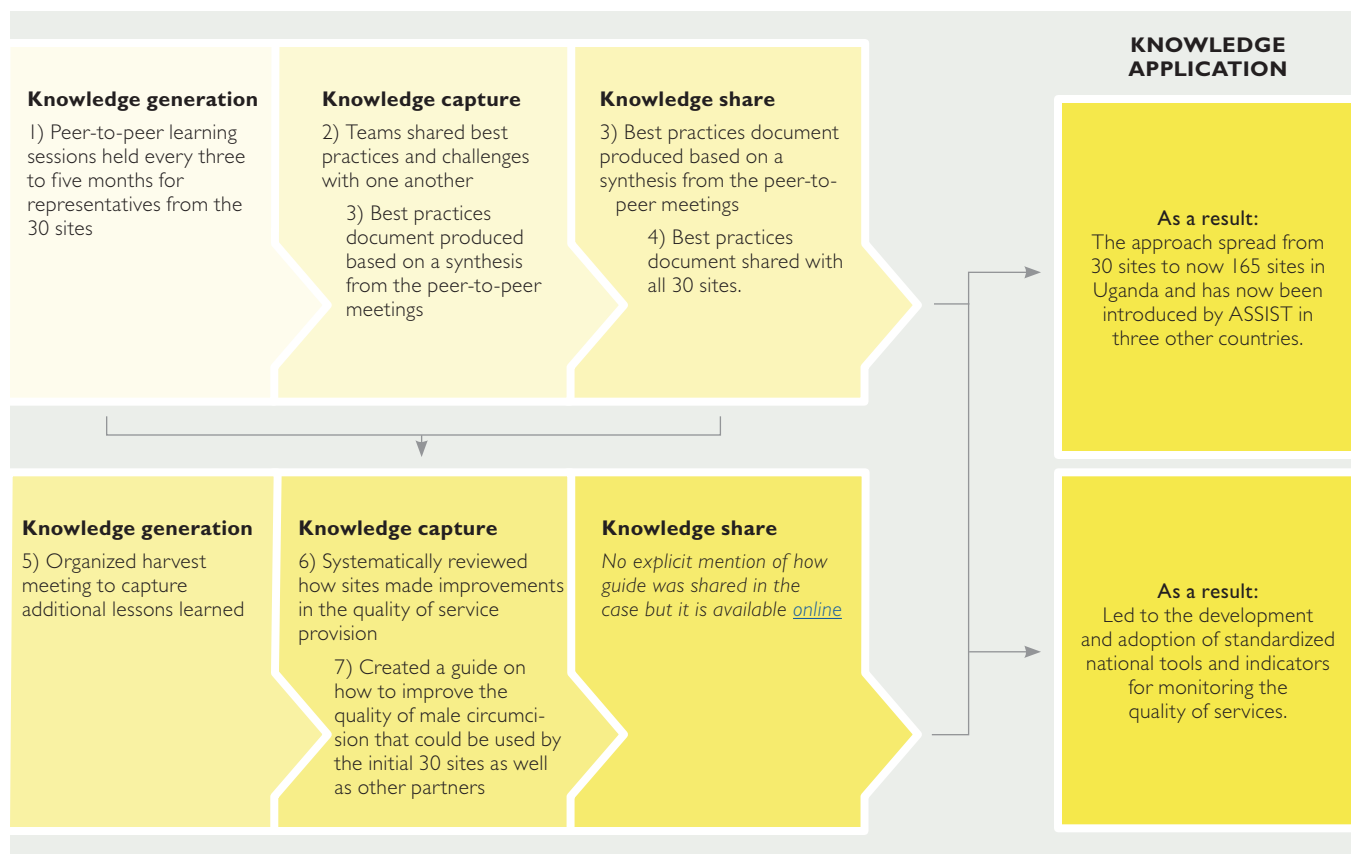 Knowledge generation
1) Peer-to-peer learning
sessions held every three
to five months for
representatives from the
30 sites
Knowledge capture
2) Teams shared best
practices and challenges
with one another
3) Best practices
document produced
based on a synthesis
from the peer-to-peer
meetings
Knowledge share
3) Best practices document
produced based on a
synthesis from the peer-to-
peer meetings
4) Best practices
document shared with
all 30 sites.
KNOWLEDGE
APPLICATION
As a result:
The approach spread from
30 sites to now 165 sites in
Uganda and has now been
introduced by ASSIST in
three other countries.
Knowledge generation
5) Organized harvest
meeting to capture
additional lessons learned
Knowledge capture
6) Systematically reviewed
how sites made improvements
in the quality of service
provision
7) Created a guide on
how to improve the
quality of male circumci-
sion that could be used by
the initial 30 sites as well
as other partners
Knowledge share
No explicit mention of how
guide was shared in the
case but it is available online
As a result:
Led to the development
and adoption of standardized
national tools and indicators
for monitoring the
quality of services.